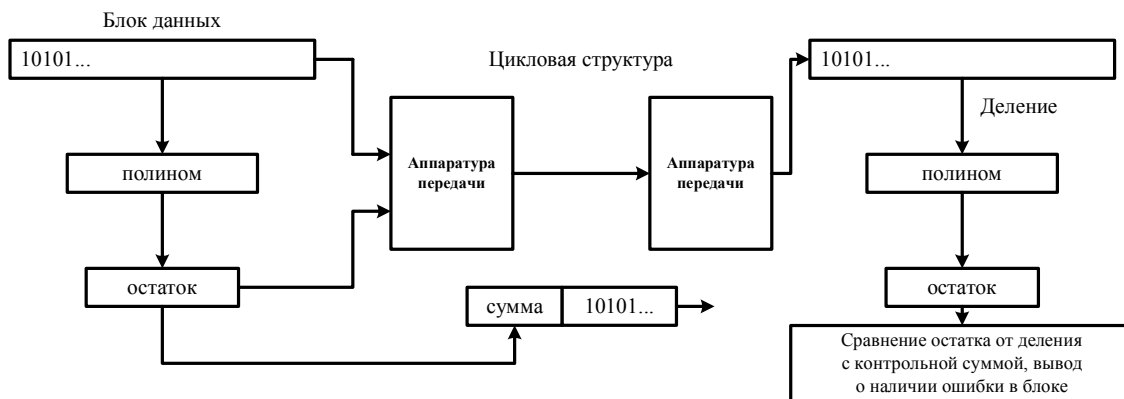 Блок данных
10101...
полином
остаток
Цикловая структура
Аппаратура
передачи
Аппаратура
передачи
сумма
10101...
10101...
Деление
полином
остаток
Сравнение остатка от деления
с контрольной суммой, вывод
о наличии ошибки в блоке